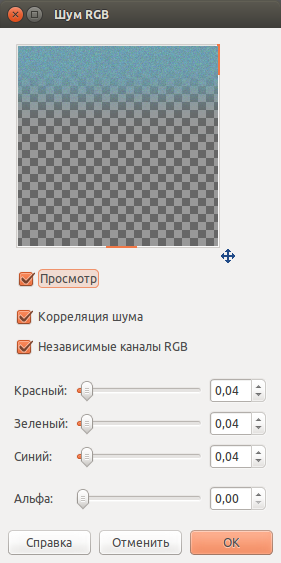 Шум RGB
Просмотр
Корреляция шума
Независимые каналы RGB
Красный: 0,04
Зеленый: 0,04
Синий: 0,04
Альфа: 0,00
Справка Отменить OK